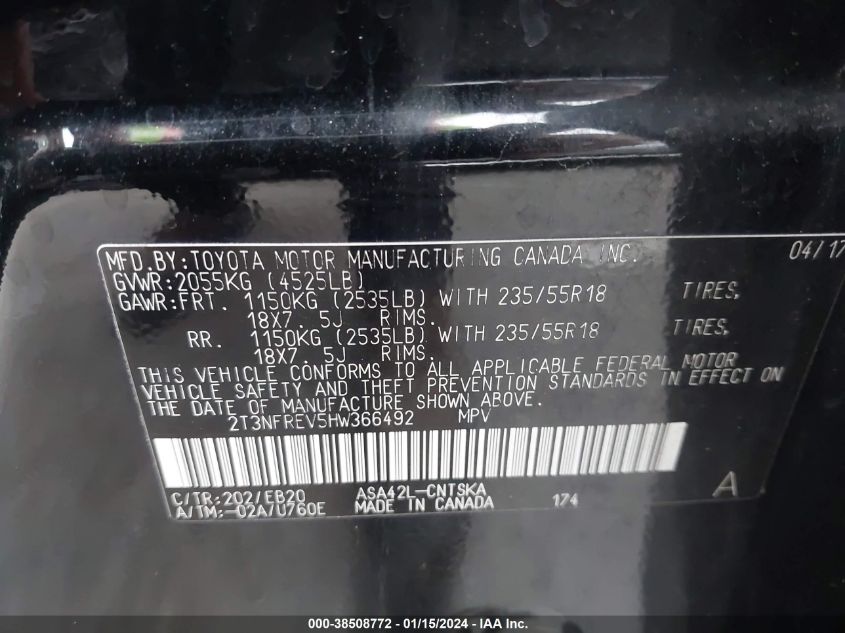 MFD.BY:TOYOTA MOTOR MANUFACTURING CANADA INC. 04/17
GVWR:2055KG (4525LB)
GAWR:FRT. 1150KG (2535LB) WITH 235/55R18 TIRES,
18X7. 5J RIMS.
RR. 1150KG (2535LB) WITH 235/55R18 TIRES,
18X7. 5J RIMS.
THIS VEHICLE CONFORMS TO ALL APPLICABLE FEDERAL MOTOR
VEHICLE SAFETY AND THEFT PREVENTION STANDARDS IN EFFECT ON
THE DATE OF MANUFACTURE SHOWN ABOVE.
2T3NFREV5HW366492 MPV
C/TR:202/EB20 ASA42L-CNTSKA 174 A
A/TM:-02A/U760E MADE IN CANADA
000-38508772 - 01/15/2024 - IAA Inc.